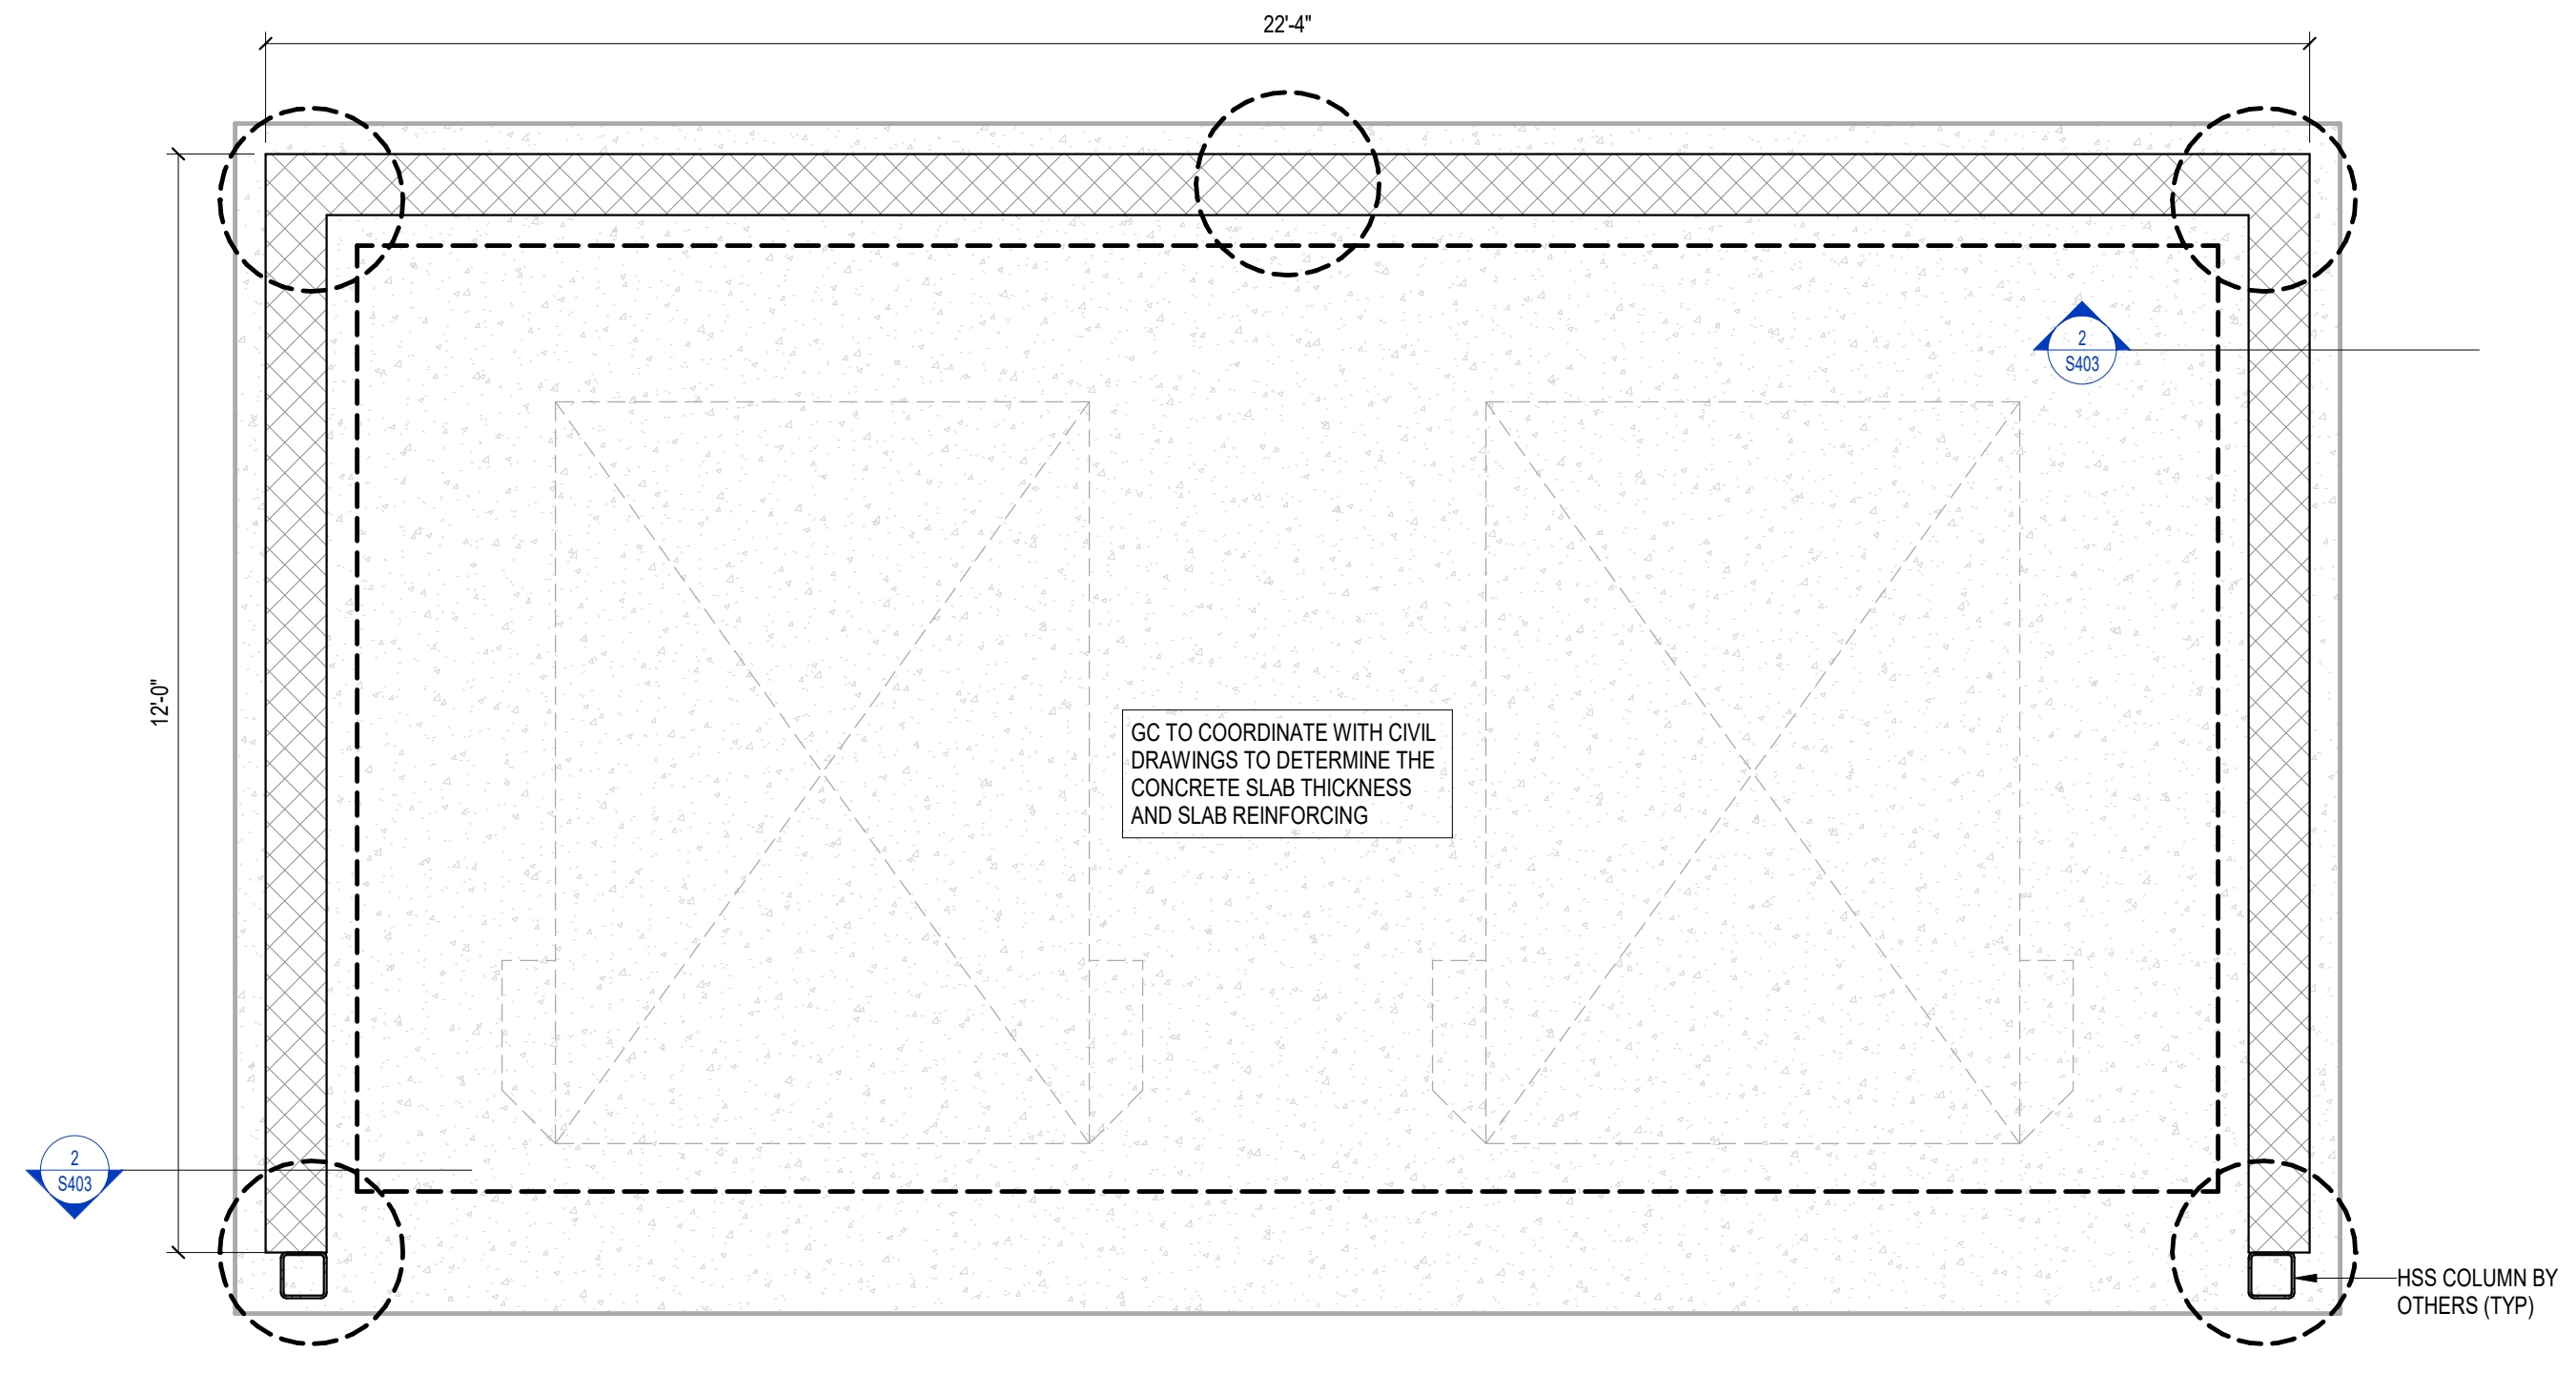 22'-4"
2
S403
12'-0"
GC TO COORDINATE WITH CIVIL
DRAWINGS TO DETERMINE THE
CONCRETE SLAB THICKNESS
AND SLAB REINFORCING
2
S403
HSS COLUMN BY
OTHERS (TYP)